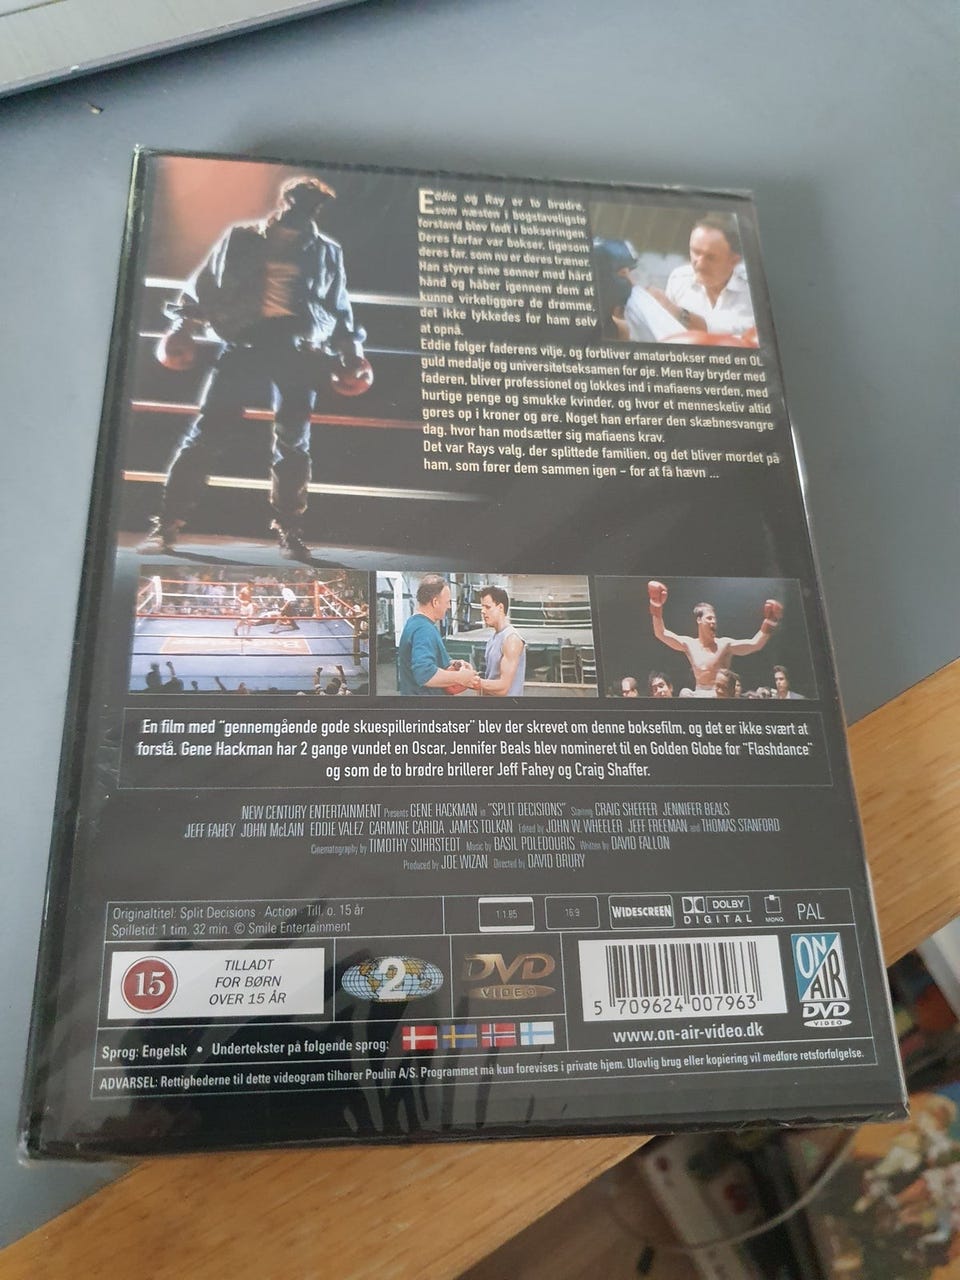 Eddie og Ray er to brødre,
som næsten i bogstaveligste
forstand blev født i bokseringen.
Deres farfar var bokser, ligesom
deres far, som nu er deres træner.
Han styrer sine sønner med hård
hånd og håber igennem dem at
kunne virkeliggøre de drømme,
det ikke lykkedes for ham selv
at opnå.
Eddie følger faderens vilje, og forbliver amatørbokser med en OL
guld medalje og universitetseksamen for øje. Men Ray bryder med
faderen, bliver professionel og lokkes ind i mafiaens verden, med
hurtige penge og smukke kvinder, og hvor et menneskeliv altid
gøres op i kroner og øre. Noget han erfarer den skæbnesvangre
dag, hvor han modsætter sig mafiaens krav.
Det var Rays valg, der splittede familien, og det bliver mordet på
ham, som fører dem sammen igen – for at få hævn ...
En film med "gennemgående gode skuespillerindsatser" blev der skrevet om denne boksefilm, og det er ikke svært at
forstå. Gene Hackman har 2 gange vundet en Oscar, Jennifer Beals blev nomineret til en Golden Globe for "Flashdance"
og som de to brødre brillerer Jeff Fahey og Craig Shaffer.
NEW CENTURY ENTERTAINMENT Presents GENE HACKMAN in "SPLIT DECISIONS" Starring CRAIG SHEFFER JENNIFER BEALS
JEFF FAHEY JOHN McLAIN EDDIE VALEZ CARMINE CARIDA JAMES TOLKAN Edited by JOHN W. WHEELER, JEFF FREEMAN and THOMAS STANFORD
Cinematography by TIMOTHY SUHRSTEDT Music by BASIL POLEDOURIS Written by DAVID FALLON
Produced by JOE WIZAN Directed by DAVID DRURY
Originaltitel: Split Decisions · Action · Till. o. 15 år
Spilletid: 1 tim. 32 min. © Smile Entertainment
1:1.85 16:9 WIDESCREEN DOLBY DIGITAL MONO PAL
15
TILLADT
FOR BØRN
OVER 15 ÅR
2
DVD
VIDEO
5 709624 007963
ON
AIR
DVD
VIDEO
www.on-air-video.dk
Sprog: Engelsk • Undertekster på følgende sprog:
ADVARSEL: Rettighederne til dette videogram tilhører Poulin A/S. Programmet må kun forevises i private hjem. Ulovlig brug eller kopiering vil medføre retsforfølgelse.